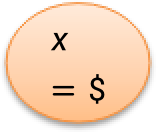 x
= $